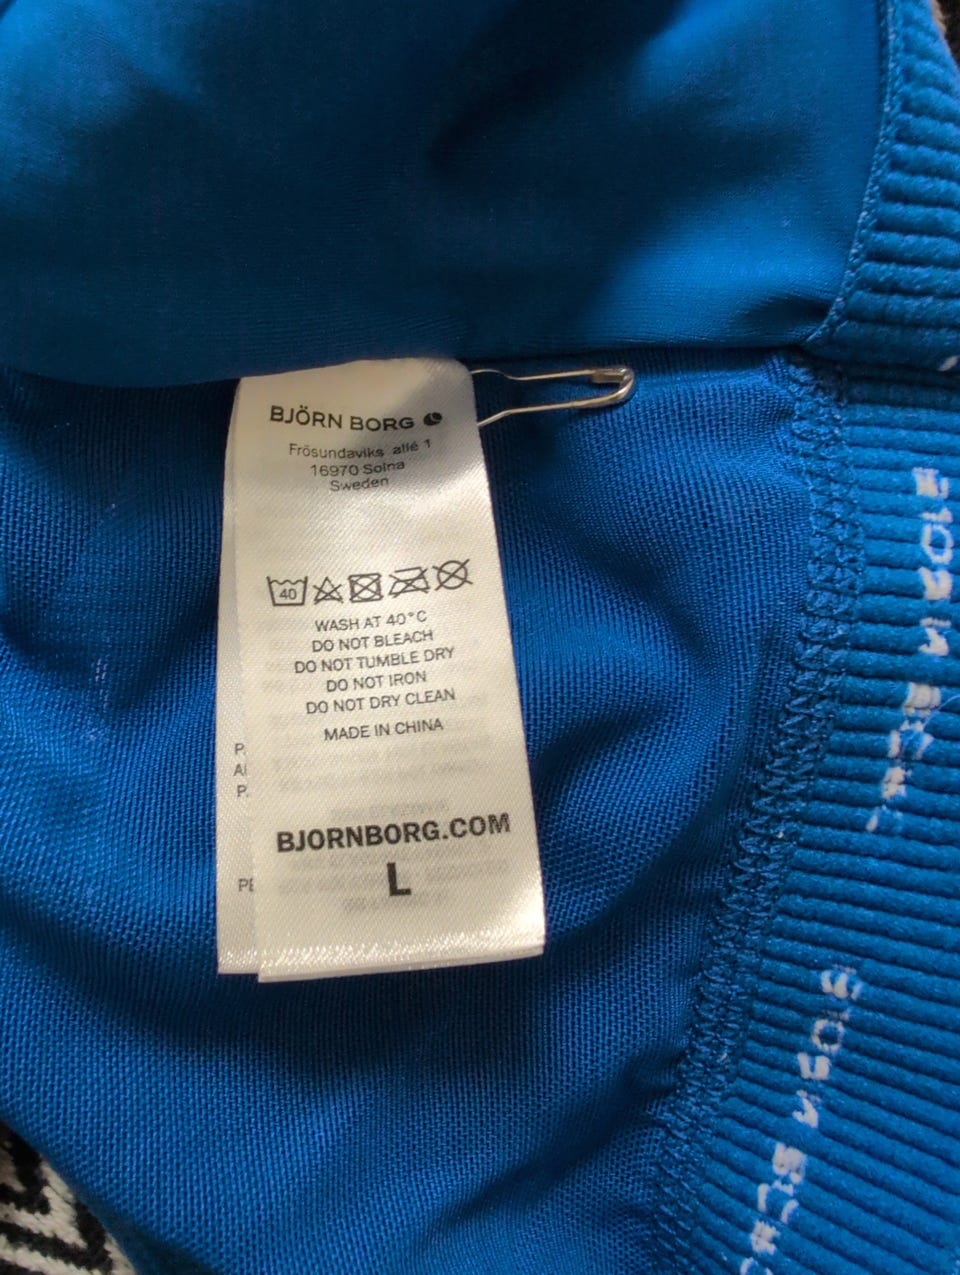 BJÖRN BORG
Frösundaviks allé 1
16970 Solna
Sweden
40
WASH AT 40°C
DO NOT BLEACH
DO NOT TUMBLE DRY
DO NOT IRON
DO NOT DRY CLEAN
MADE IN CHINA
BJORNBORG.COM
L